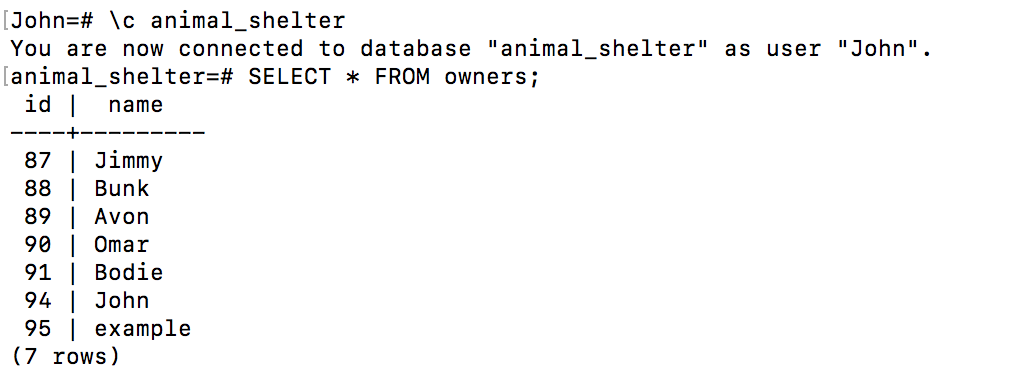 [John=# \c animal_shelter
You are now connected to database "animal_shelter" as user "John".
[animal_shelter=# SELECT * FROM owners;
 id |  name
----+---------
 87 | Jimmy
 88 | Bunk
 89 | Avon
 90 | Omar
 91 | Bodie
 94 | John
 95 | example
(7 rows)